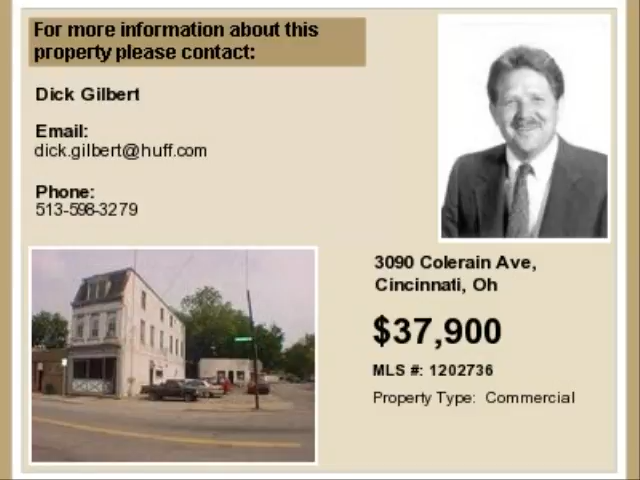 For more information about this
property please contact:
Dick Gilbert
Email:
dick.gilbert@huff.com
Phone:
513-598-3279
3090 Colerain Ave,
Cincinnati, Oh
$37,900
MLS #: 1202736
Property Type: Commercial